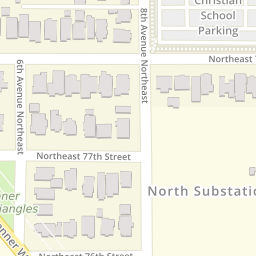 Christian
School
Parking
8th Avenue Northeast
6th Avenue Northeast
Northeast
Northeast 77th Street
North Substatio
Northeast 76th Street